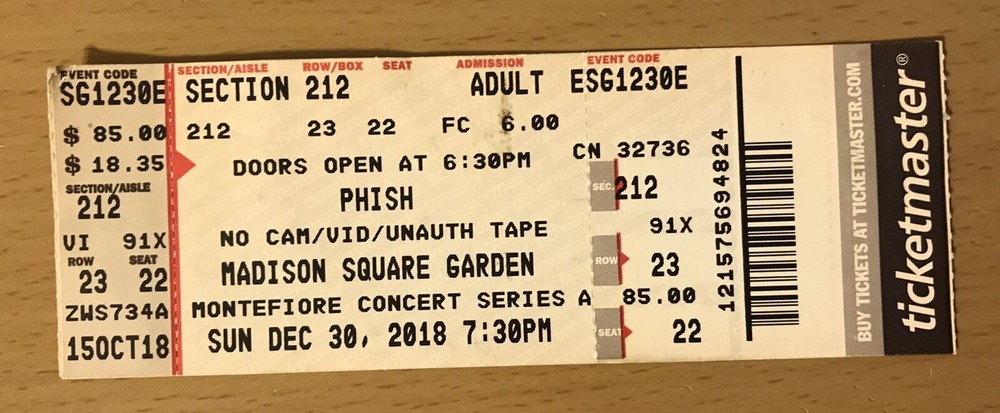 EVENT CODE
SG1230E
$ 85.00
$ 18.35
SECTION/AISLE
212
VI 91X
ROW SEAT
23 22
ZWS734A
15OCT18
SECTION/AISLE ROW/BOX SEAT ADMISSION EVENT CODE
SECTION 212 ADULT ESG1230E
212 23 22 FC 6.00
DOORS OPEN AT 6:30PM
PHISH
NO CAM/VID/UNAUTH TAPE
MADISON SQUARE GARDEN
MONTEFIORE CONCERT SERIES A
SUN DEC 30, 2018 7:30PM
CN 32736
SEC. 212
91X
ROW 23
85.00
SEAT 22
121575694824
BUY TICKETS AT TICKETMASTER.COM
ticketmaster®